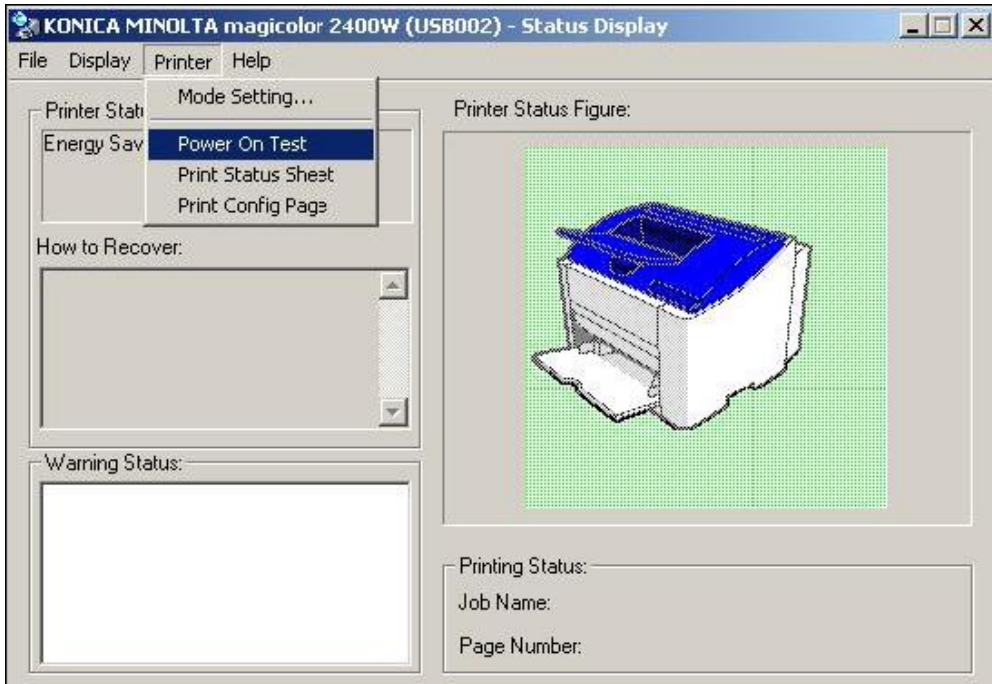 KONICA MINOLTA magicolor 2400W (USB002) - Status Display
File Display Printer Help
Mode Setting...
Power On Test
Print Status Sheet
Print Config Page
Printer Stat
Energy Sav
How to Recover:
Warning Status:
Printer Status Figure:
Printing Status:
Job Name:
Page Number: